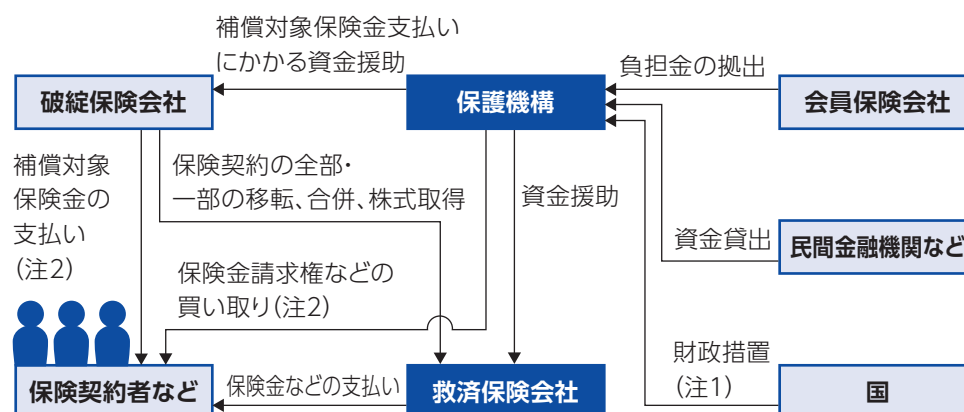 補償対象保険金支払い
にかかる資金援助
負担金の拠出
破綻保険会社
保護機構
会員保険会社
補償対象
保険金の
支払い
(注2)
保険契約の全部・
一部の移転、合併、株式取得
資金援助
資金貸出
民間金融機関など
保険金請求権などの
買い取り(注2)
財政措置
(注1)
保険契約者など
保険金などの支払い
救済保険会社
国